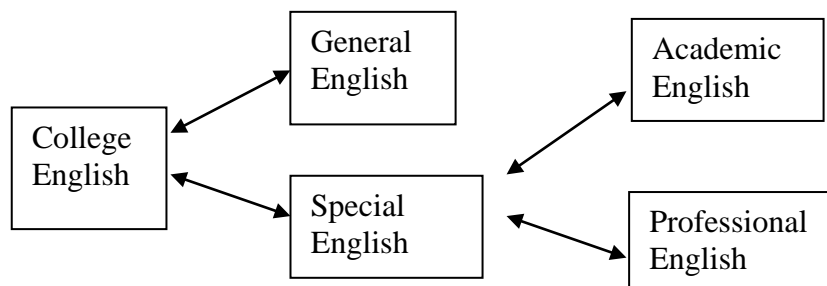 General
English
Academic
English
College
English
Special
English
Professional
English